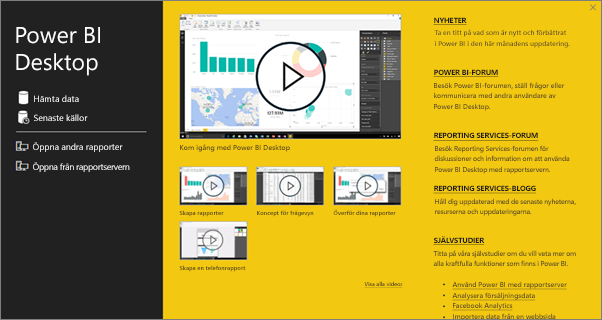 Power BI
Desktop
Hämta data
Senaste källor
Öppna andra rapporter
Öppna från rapportservern
Kom igång med Power BI Desktop
Skapa rapporter
Koncept för frågevyn
Överför dina rapporter
Skapa en telefonrapport
Visa alla videor
NYHETER
Ta en titt på vad som är nytt och förbättrat
i Power BI i den här månadens uppdatering.
POWER BI-FORUM
Besök Power BI-forumen, ställ frågor eller
kommunicera med andra användare av
Power BI Desktop.
REPORTING SERVICES-FORUM
Besök Reporting Services-forumen för
diskussioner och information om att använda
Power BI Desktop med rapportservern.
REPORTING SERVICES-BLOGG
Håll dig uppdaterad med de senaste nyheterna,
resurserna och uppdateringarna.
SJÄLVSTUDIER
Titta på våra självstudier om du vill veta mer om
alla kraftfulla funktioner som finns i Power BI.
• Använd Power BI med rapportserver
• Analysera försäljningsdata
• Facebook Analytics
• Importera data från en webbsida